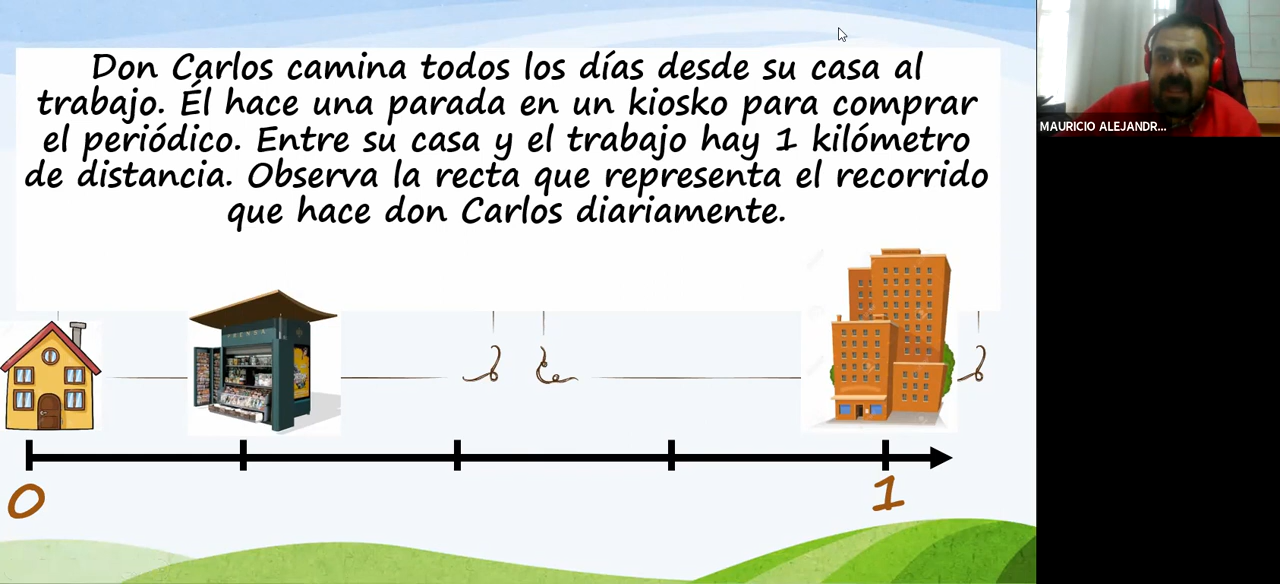 Don Carlos camina todos los días desde su casa al
trabajo. Él hace una parada en un kiosko para comprar
el periódico. Entre su casa y el trabajo hay 1 kilómetro
de distancia. Observa la recta que representa el recorrido
que hace don Carlos diariamente.
MAURICIO ALEJANDR...
PRENSA
0
1